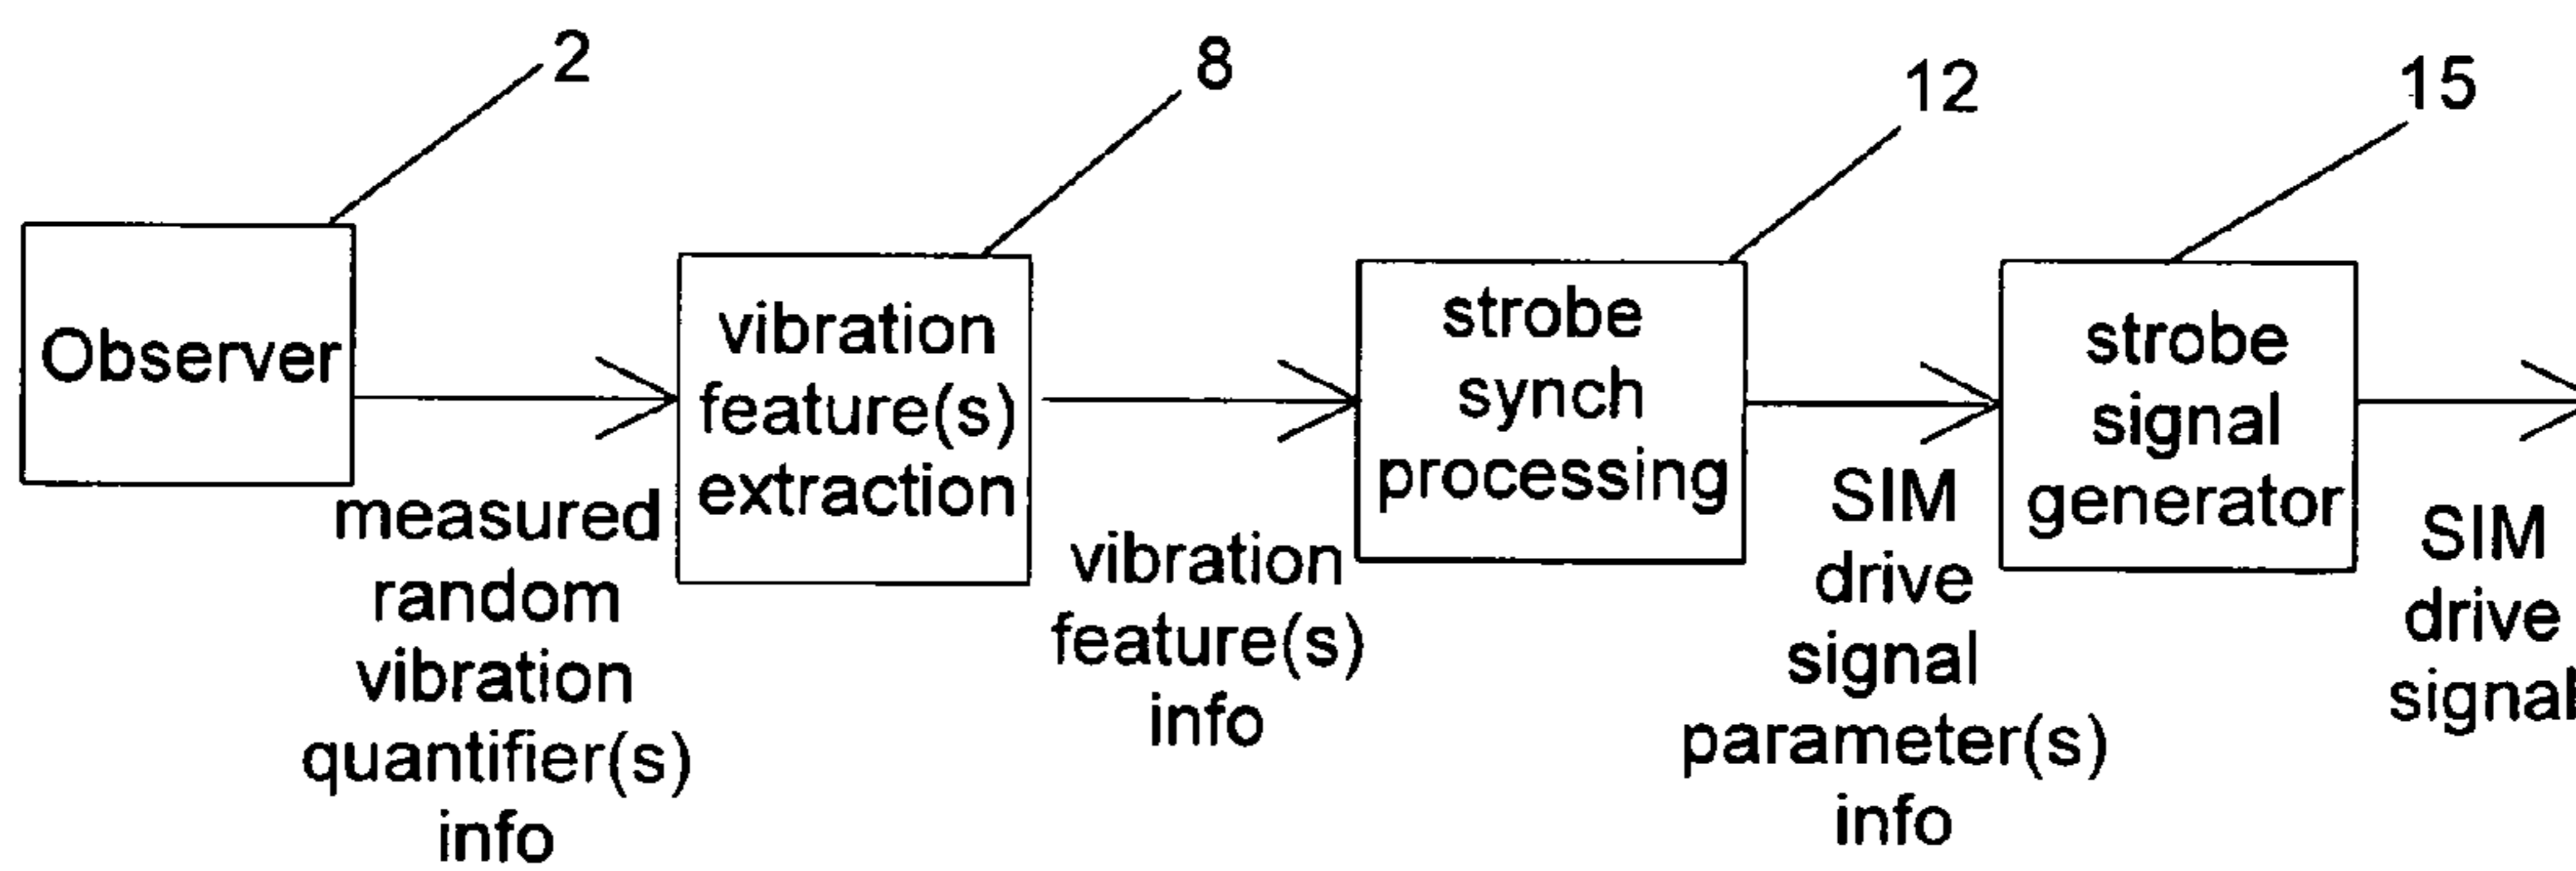 2
8
12
15
Observer
vibration
feature(s)
extraction
strobe
synch
processing
strobe
signal
generator
measured
random
vibration
quantifier(s)
info
vibration
feature(s)
info
SIM
drive
signal
parameter(s)
info
SIM
drive
signal